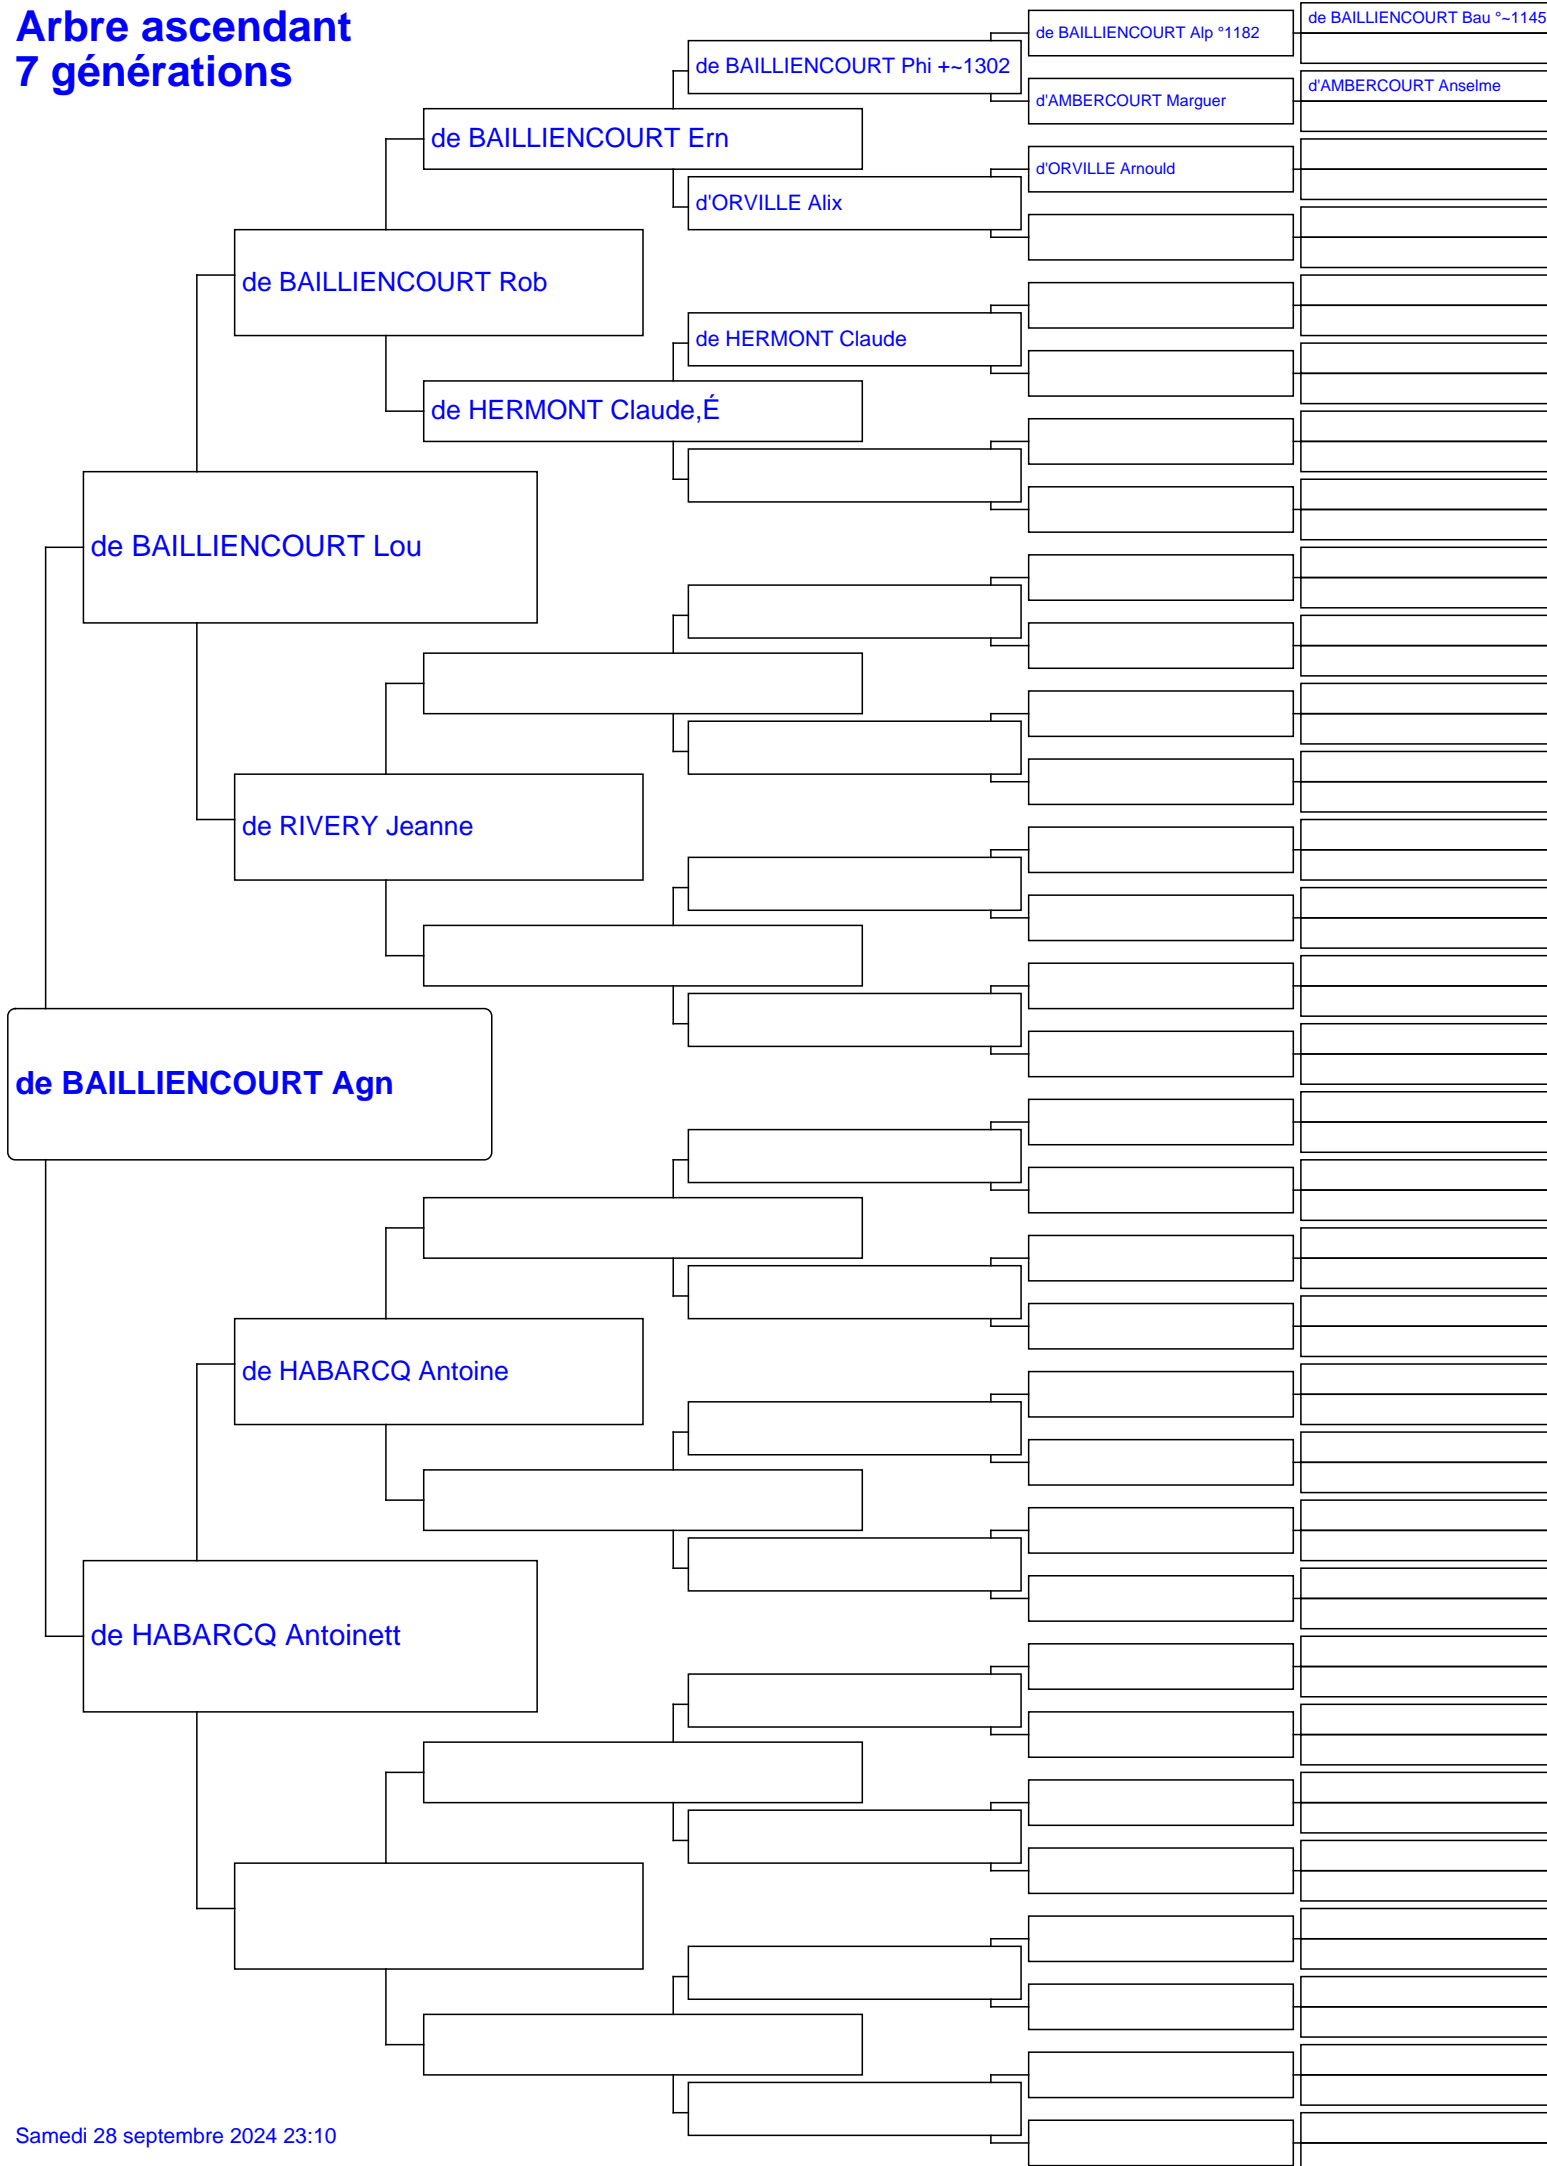 Arbre ascendant
7 générations
de BAILLIENCOURT Bau °~1145
de BAILLIENCOURT Alp °1182
de BAILLIENCOURT Phi +~1302
d'AMBERCOURT Anselme
d'AMBERCOURT Marguer
de BAILLIENCOURT Ern
d'ORVILLE Arnould
d'ORVILLE Alix
de BAILLIENCOURT Rob
de HERMONT Claude
de HERMONT Claude,É
de BAILLIENCOURT Lou
de RIVERY Jeanne
de BAILLIENCOURT Agn
de HABARCQ Antoine
de HABARCQ Antoinett
Samedi 28 septembre 2024 23:10